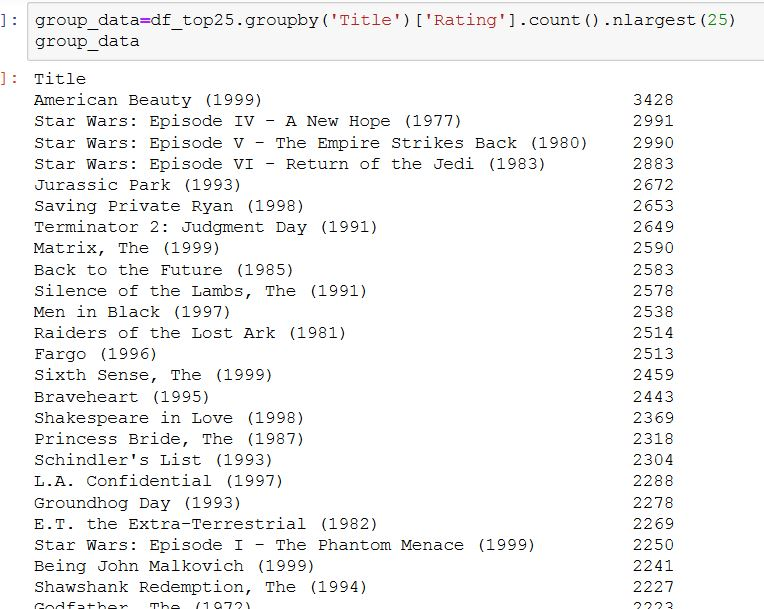 ]: group_data=df_top25.groupby('Title')['Rating'].count().nlargest(25)
group_data
]: Title
American Beauty (1999) 3428
Star Wars: Episode IV - A New Hope (1977) 2991
Star Wars: Episode V - The Empire Strikes Back (1980) 2990
Star Wars: Episode VI - Return of the Jedi (1983) 2883
Jurassic Park (1993) 2672
Saving Private Ryan (1998) 2653
Terminator 2: Judgment Day (1991) 2649
Matrix, The (1999) 2590
Back to the Future (1985) 2583
Silence of the Lambs, The (1991) 2578
Men in Black (1997) 2538
Raiders of the Lost Ark (1981) 2514
Fargo (1996) 2513
Sixth Sense, The (1999) 2459
Braveheart (1995) 2443
Shakespeare in Love (1998) 2369
Princess Bride, The (1987) 2318
Schindler's List (1993) 2304
L.A. Confidential (1997) 2288
Groundhog Day (1993) 2278
E.T. the Extra-Terrestrial (1982) 2269
Star Wars: Episode I - The Phantom Menace (1999) 2250
Being John Malkovich (1999) 2241
Shawshank Redemption, The (1994) 2227
Godfather, The (1972) 2223